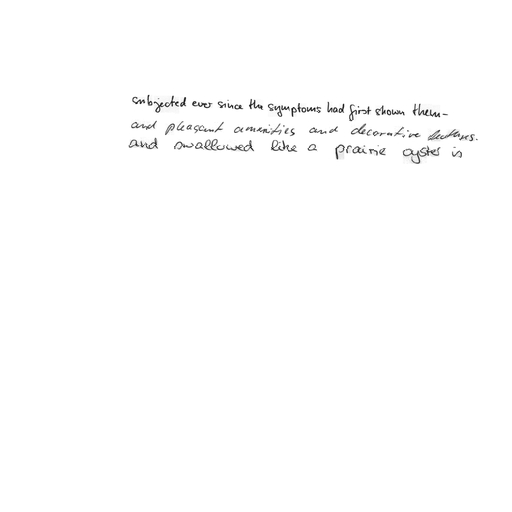 subjected ever since the symptoms had first shown them-
and pleasant amenities and decorative features.
and swallowed like a prairie oyster is